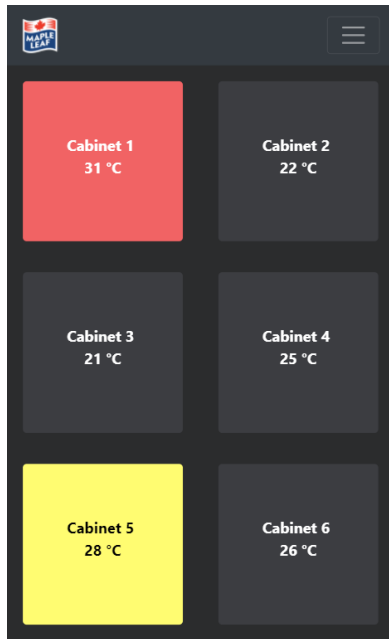 MAPLE
LEAF
Cabinet 1
31 °C
Cabinet 2
22 °C
Cabinet 3
21 °C
Cabinet 4
25 °C
Cabinet 5
28 °C
Cabinet 6
26 °C